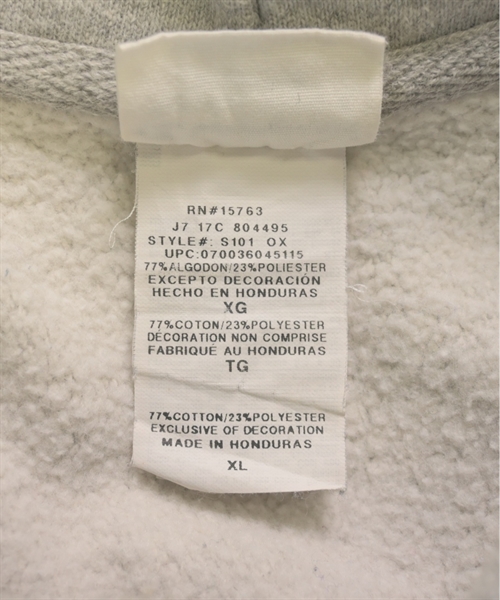 RN#15763
J7 17C 804495
STYLE#: S101 OX
UPC:070036045115
77%ALGODON/23%POLIESTER
EXCEPTO DECORACIÓN
HECHO EN HONDURAS
XG
77%COTON/23%POLYESTER
DÉCORATION NON COMPRISE
FABRIQUÉ AU HONDURAS
TG
77%COTTON/23%POLYESTER
EXCLUSIVE OF DECORATION
MADE IN HONDURAS
XL